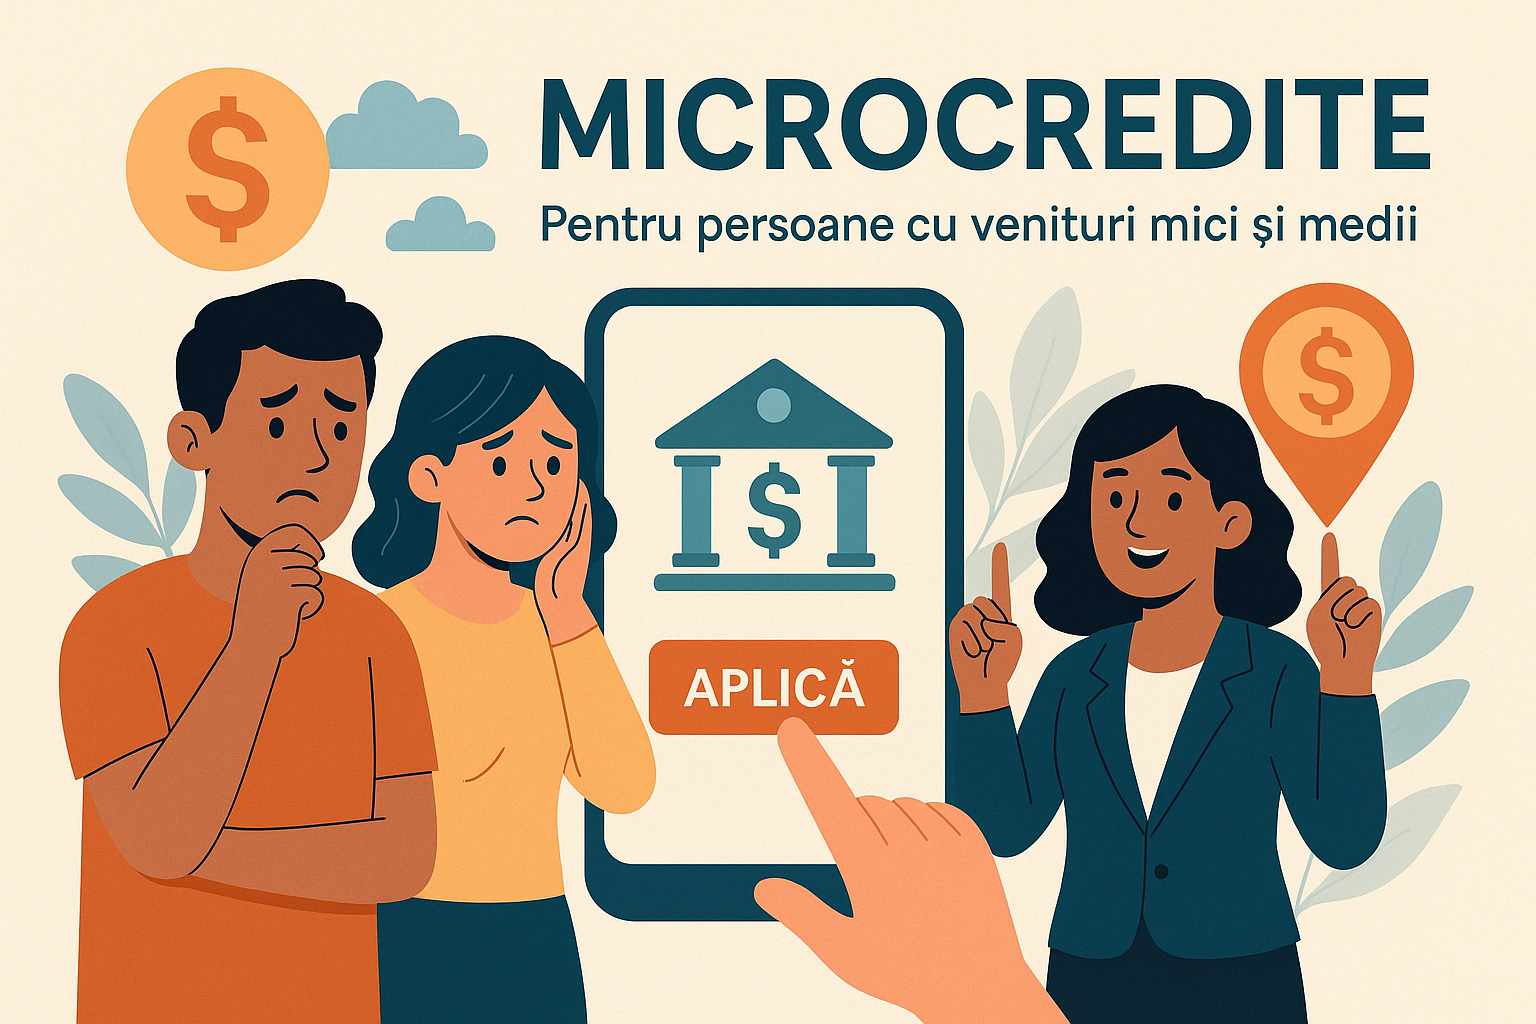 $
MICROCREDITE
Pentru persoane cu venituri mici și medii
$
$
APLICĂ